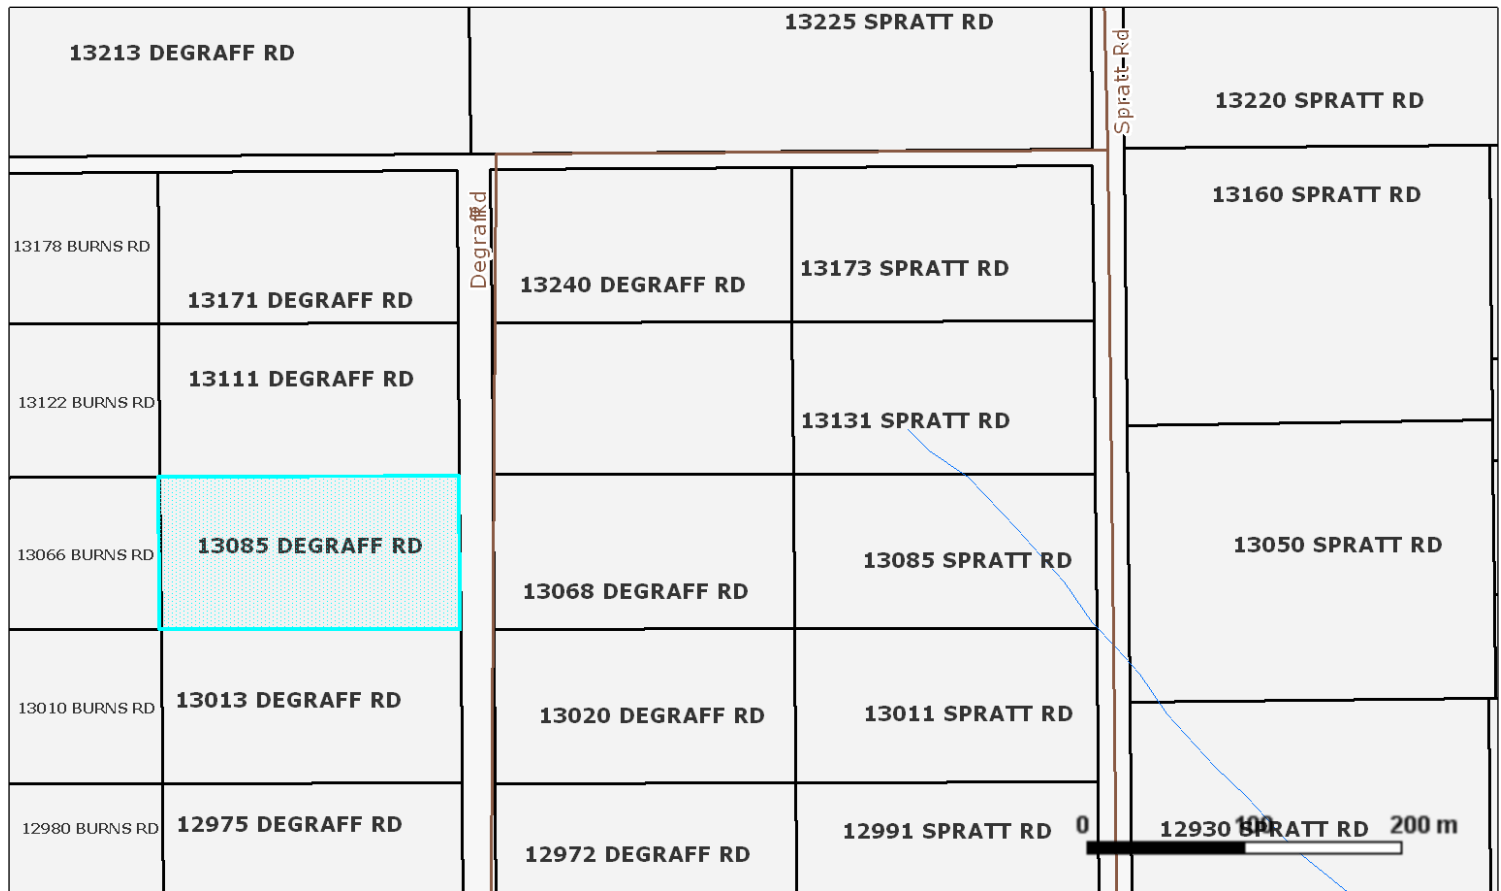 13225 SPRATT RD
13213 DEGRAFF RD
Spratt Rd
13220 SPRATT RD
13160 SPRATT RD
Degraff Rd
13178 BURNS RD
13171 DEGRAFF RD
13240 DEGRAFF RD
13173 SPRATT RD
13111 DEGRAFF RD
13122 BURNS RD
13131 SPRATT RD
13066 BURNS RD
13085 DEGRAFF RD
13068 DEGRAFF RD
13085 SPRATT RD
13050 SPRATT RD
13010 BURNS RD
13013 DEGRAFF RD
13020 DEGRAFF RD
13011 SPRATT RD
12980 BURNS RD
12975 DEGRAFF RD
12972 DEGRAFF RD
12991 SPRATT RD
12930 SPRATT RD
0 100 200 m